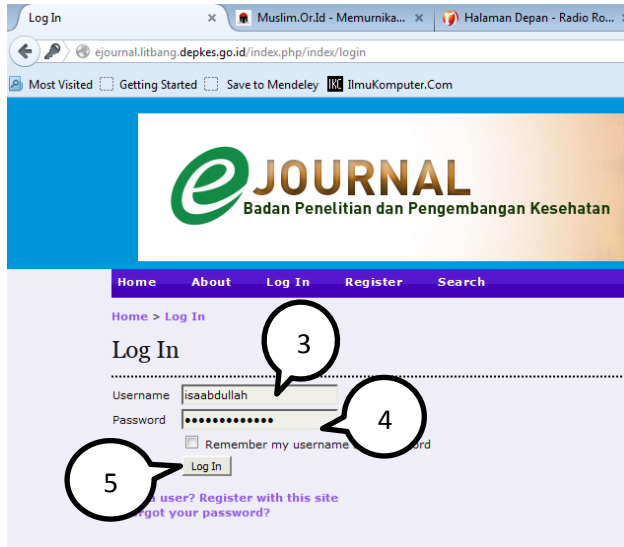 Log In × Muslim.Or.Id - Memurnika... × Halaman Depan - Radio Ro... ×
ejournal.litbang.depkes.go.id/index.php/index/login
Most Visited Getting Started Save to Mendeley IKC IlmuKomputer.Com
e JOURNAL
Badan Penelitian dan Pengembangan Kesehatan
Home About Log In Register Search
Home > Log In
3
Log In
Username isaabdullah
Password •••••••••••••
4
Remember my username
Log In
5
user? Register with this site
your password?